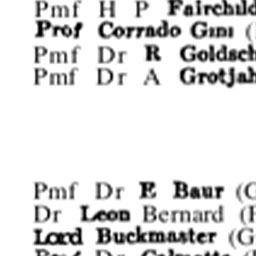 Pmf H P Fairchild
Prof Corrado Gini (
Pmf Dr R Goldsch
Pmf Dr A Grotjah
Pmf Dr E Baur (G
Dr Leon Bernard (F
Lord Buckmaster (G